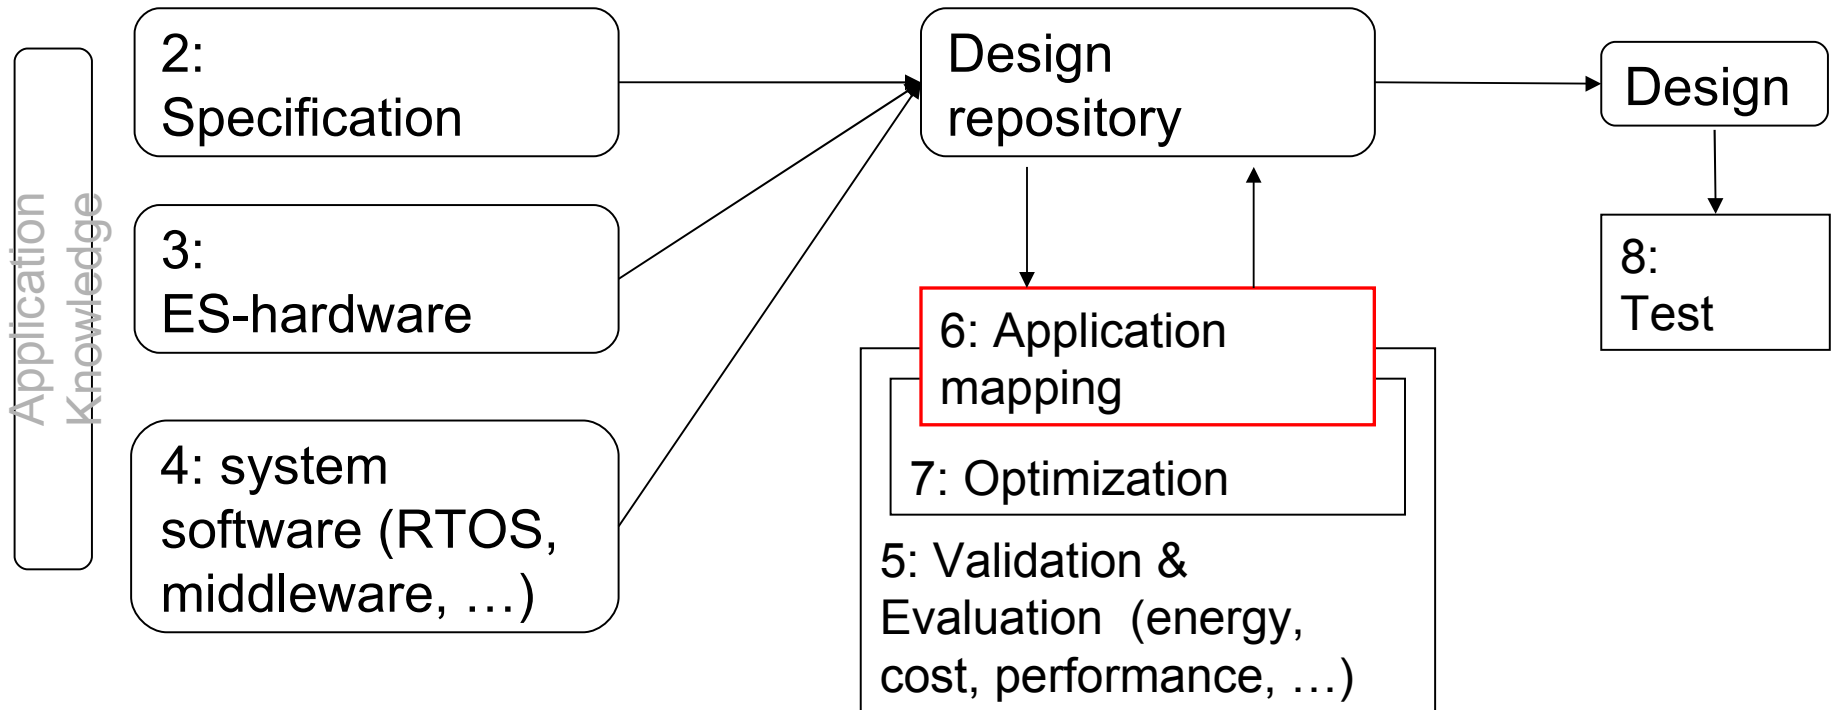 Application
Knowledge
2:
Specification
3:
ES-hardware
4: system
software (RTOS,
middleware, …)
Design
repository
6: Application
mapping
7: Optimization
5: Validation &
Evaluation (energy,
cost, performance, …)
Design
8:
Test